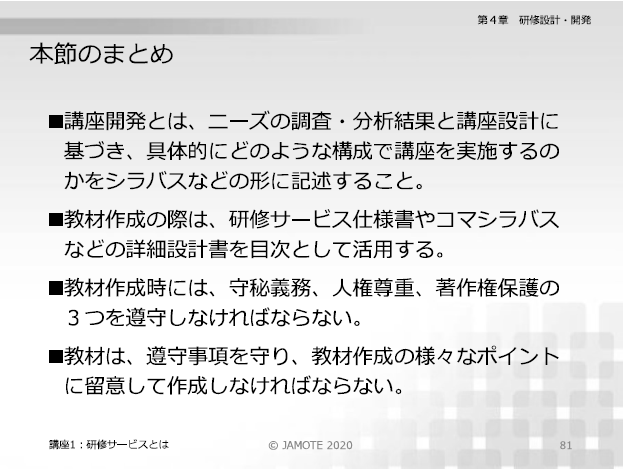 第４章　研修設計・開発
本節のまとめ
■講座開発とは、ニーズの調査・分析結果と講座設計に
基づき、具体的にどのような構成で講座を実施するの
かをシラバスなどの形に記述すること。
■教材作成の際は、研修サービス仕様書やコマシラバス
などの詳細設計書を目次として活用する。
■教材作成時には、守秘義務、人権尊重、著作権保護の
３つを遵守しなければならない。
■教材は、遵守事項を守り、教材作成の様々なポイント
に留意して作成しなければならない。
講座1：研修サービスとは
© JAMOTE 2020
81